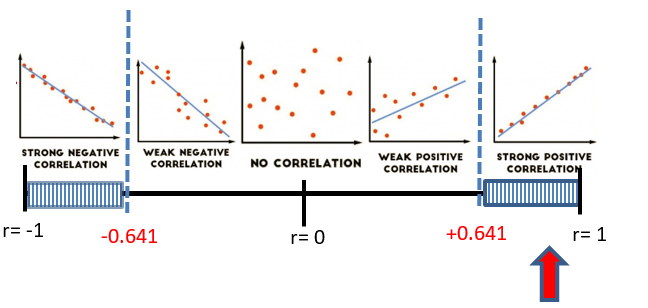 STRONG NEGATIVE
CORRELATION
WEAK NEGATIVE
CORRELATION
NO CORRELATION
WEAK POSITIVE
CORRELATION
STRONG POSITIVE
CORRELATION
r= -1
-0.641
r= 0
+0.641
r= 1